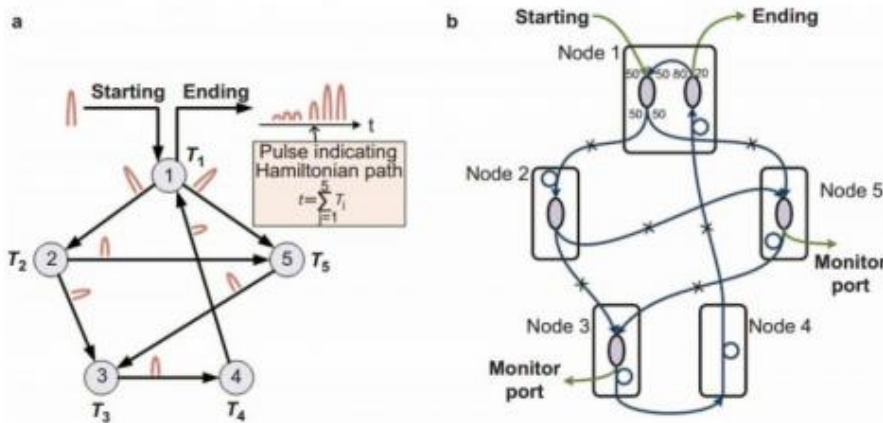 a
Starting
Ending
t
T1
Pulse indicating
Hamiltonian path
t=∑Ti
5
j=1
1
2
T2
5
T5
3
T3
4
T4
b
Starting
Ending
Node 1
50
50
80
20
50
50
Node 2
Node 5
Monitor
port
Node 3
Node 4
Monitor
port